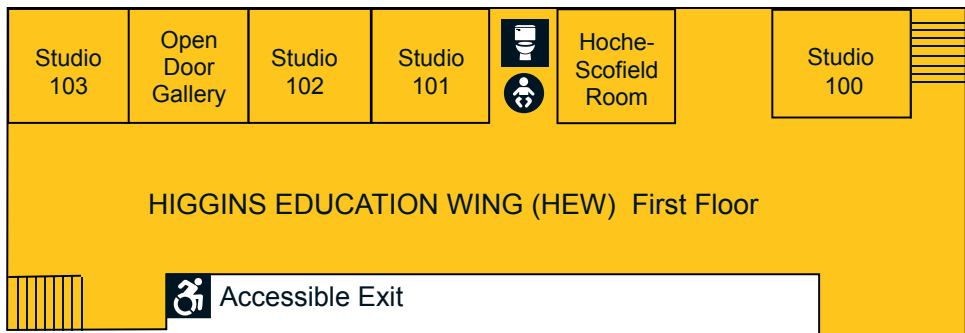 Studio
103
Open
Door
Gallery
Studio
102
Studio
101
Hoche-
Scofield
Room
Studio
100
HIGGINS EDUCATION WING (HEW) First Floor
Accessible Exit